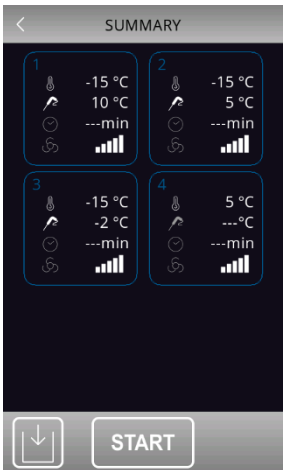 SUMMARY
1
-15 °C
10 °C
---min
2
-15 °C
5 °C
---min
3
-15 °C
-2 °C
---min
4
5 °C
---°C
---min
START